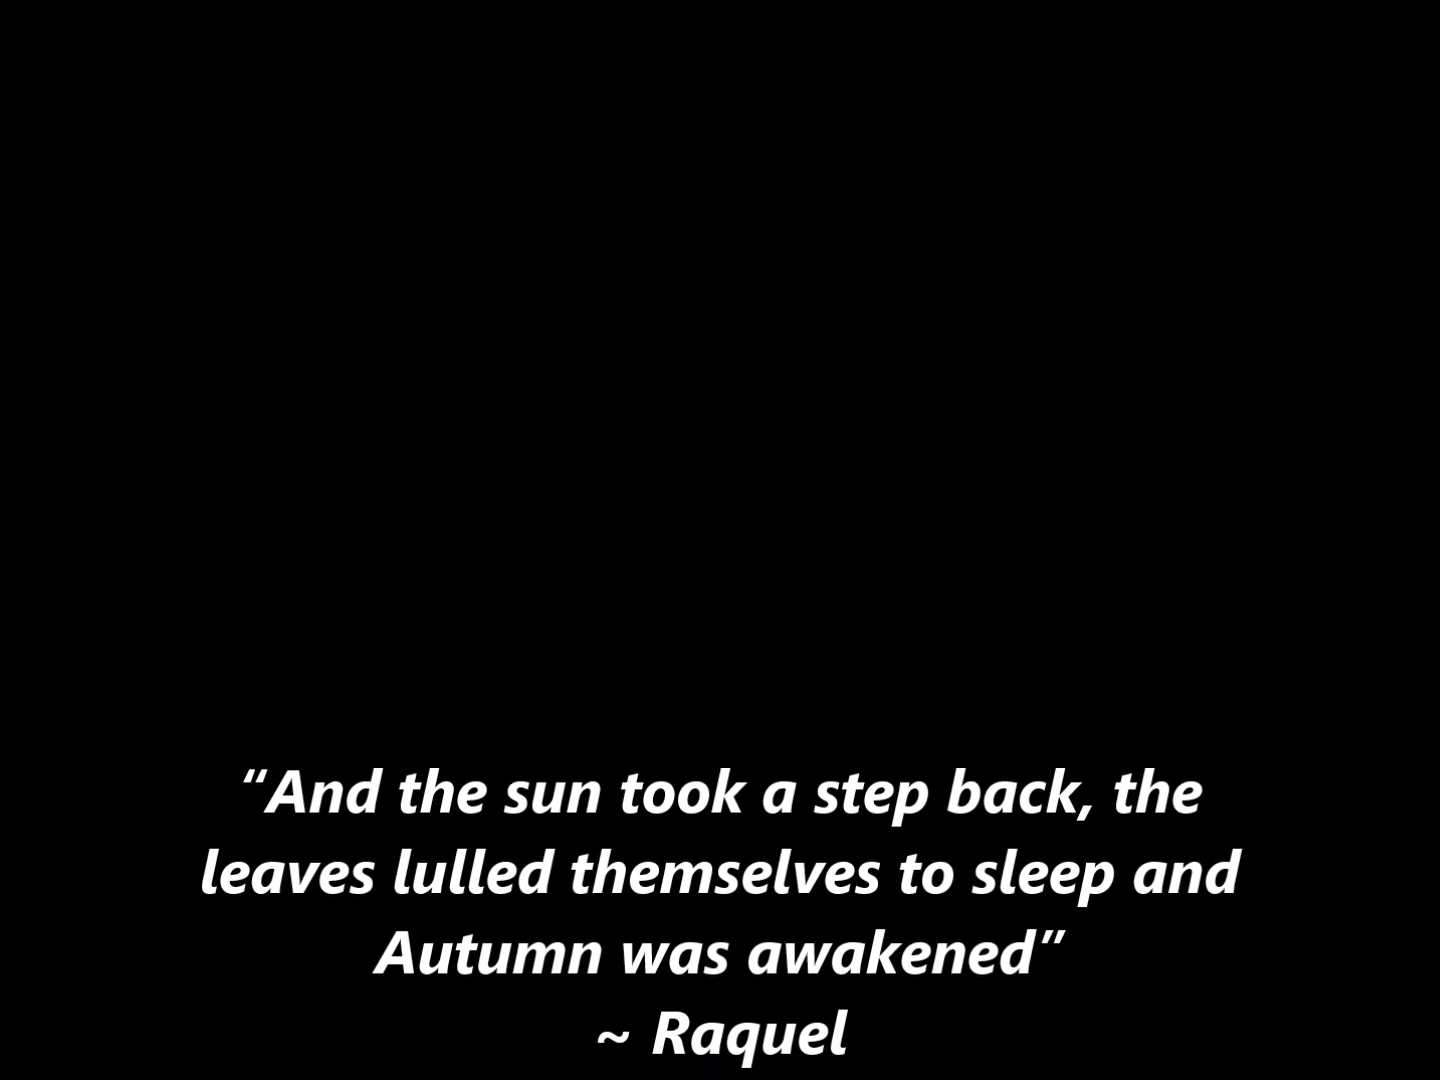 “And the sun took a step back, the
leaves lulled themselves to sleep and
Autumn was awakened”
~ Raquel